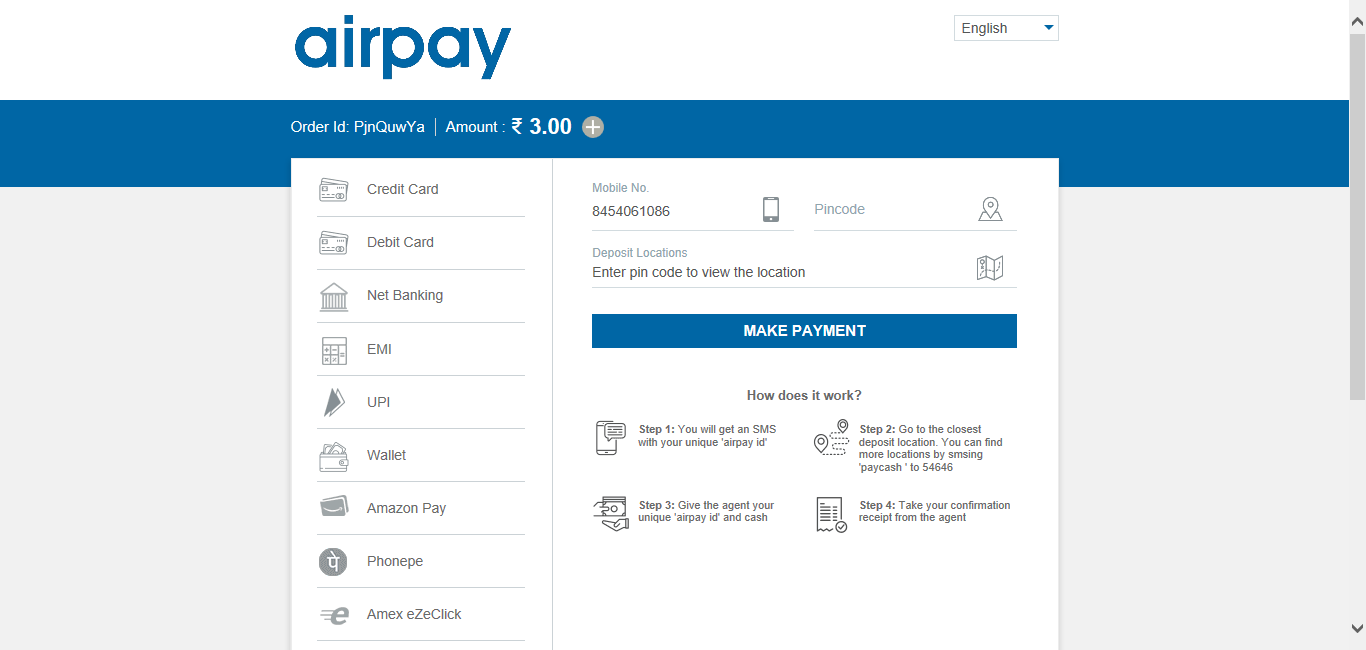 airpay
English
Order Id: PjnQuwYa
Amount : ₹ 3.00
Credit Card
Debit Card
Net Banking
EMI
UPI
Wallet
Amazon Pay
पे
Phonepe
Amex eZeClick
Mobile No.
8454061086
Pincode
Deposit Locations
Enter pin code to view the location
MAKE PAYMENT
How does it work?
Step 1: You will get an SMS
with your unique 'airpay id'
Step 2: Go to the closest
deposit location. You can find
more locations by smsing
'paycash ' to 54646
Step 3: Give the agent your
unique 'airpay id' and cash
Step 4: Take your confirmation
receipt from the agent